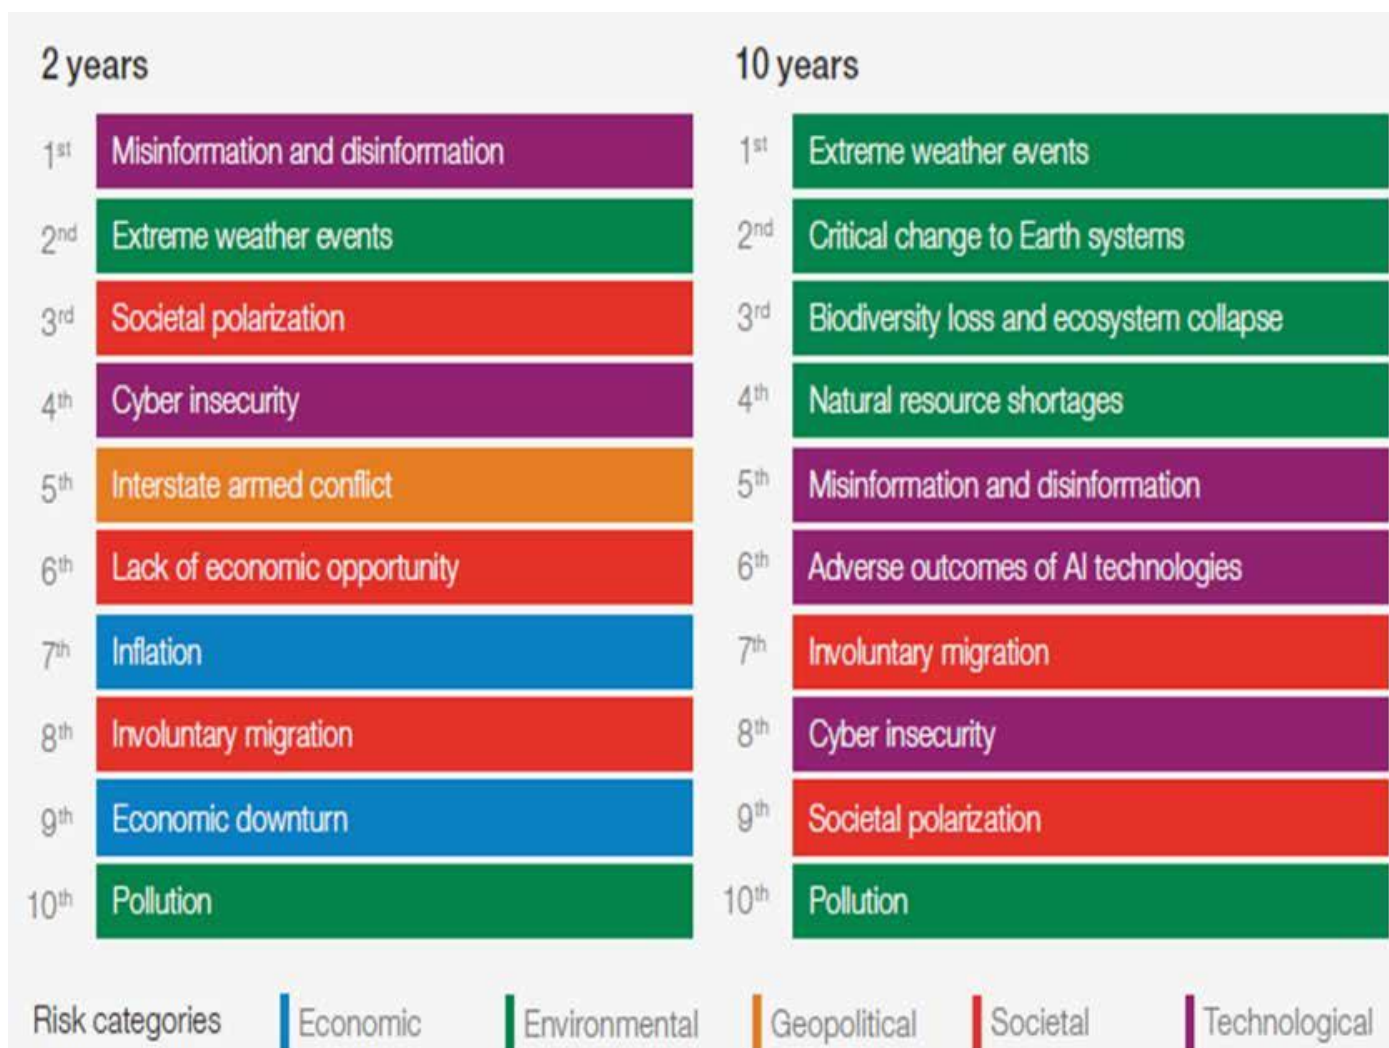 2 years
1st Misinformation and disinformation
2nd Extreme weather events
3rd Societal polarization
4th Cyber insecurity
5th Interstate armed conflict
6th Lack of economic opportunity
7th Inflation
8th Involuntary migration
9th Economic downturn
10th Pollution
10 years
1st Extreme weather events
2nd Critical change to Earth systems
3rd Biodiversity loss and ecosystem collapse
4th Natural resource shortages
5th Misinformation and disinformation
6th Adverse outcomes of AI technologies
7th Involuntary migration
8th Cyber insecurity
9th Societal polarization
10th Pollution
Risk categories Economic Environmental Geopolitical Societal Technological